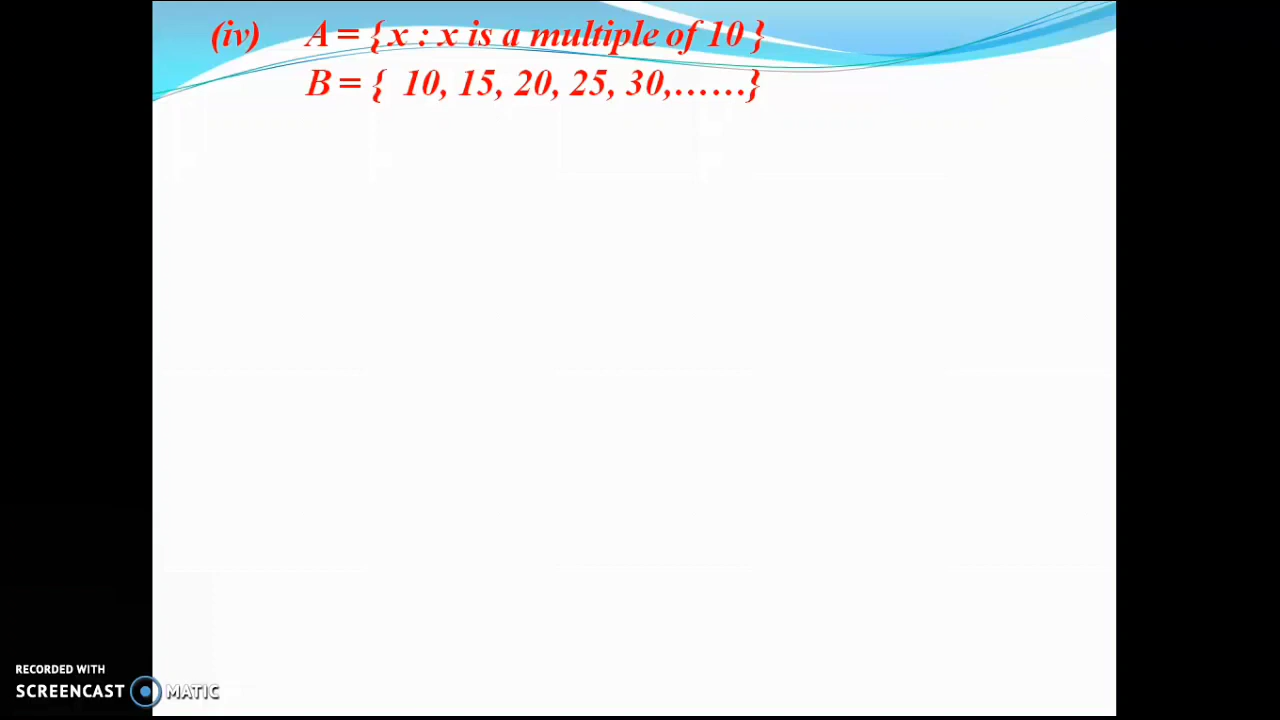 (iv) A = { x : x is a multiple of 10 }
B = { 10, 15, 20, 25, 30,……}
RECORDED WITH
SCREENCAST MATIC